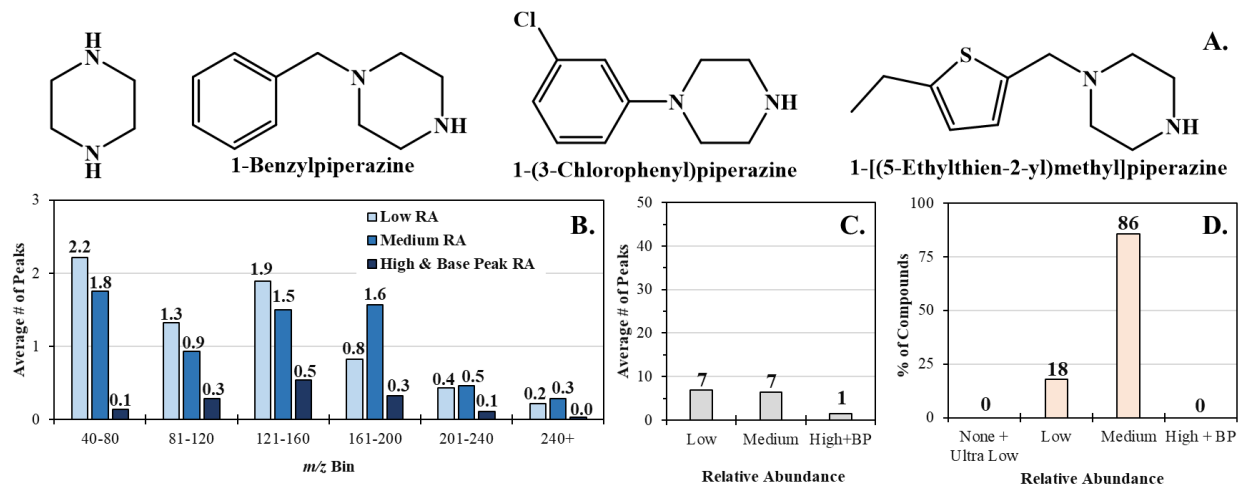 A.
H
N
N
H
N
NH
1-Benzylpiperazine
Cl
N
NH
1-(3-Chlorophenyl)piperazine
S
N
NH
1-[(5-Ethylthien-2-yl)methyl]piperazine
B.
Low RA
Medium RA
High & Base Peak RA
Average # of Peaks
3
2
1
0
2.2
1.8
0.1
1.3
0.9
0.3
1.9
1.5
0.5
0.8
1.6
0.3
0.4
0.5
0.1
0.2
0.3
0.0
40-80
81-120
121-160
161-200
201-240
240+
m/z Bin
C.
Average # of Peaks
50
40
30
20
10
0
7
7
1
Low
Medium
High+BP
Relative Abundance
D.
% of Compounds
100
75
50
25
0
0
18
86
0
None +
Ultra Low
Low
Medium
High + BP
Relative Abundance